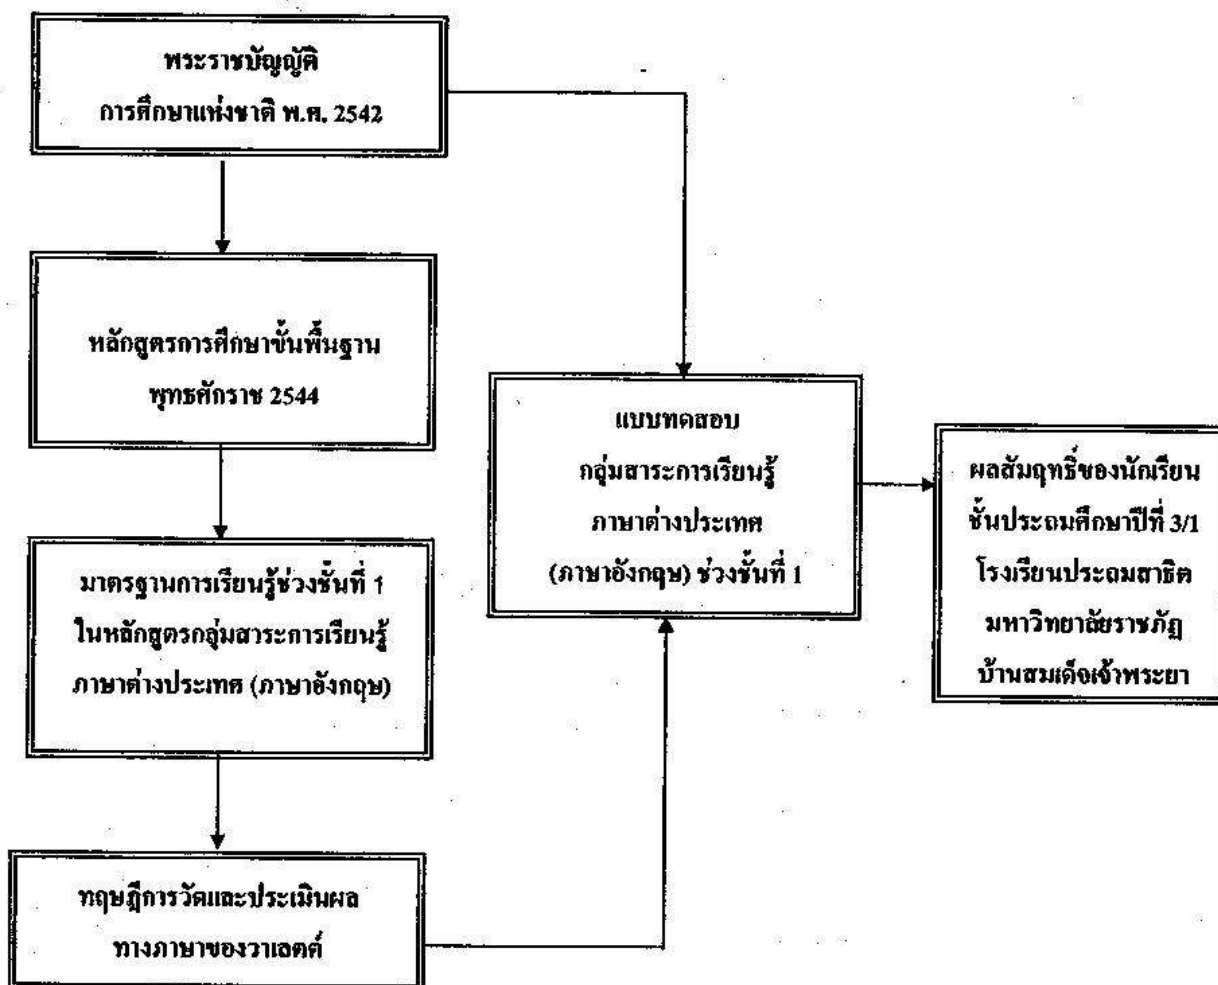 พระราชบัญญัติ
การศึกษาแห่งชาติ พ.ศ. 2542
หลักสูตรการศึกษาขั้นพื้นฐาน
พุทธศักราช 2544
มาตรฐานการเรียนรู้ช่วงชั้นที่ 1
ในหลักสูตรกลุ่มสาระการเรียนรู้
ภาษาต่างประเทศ (ภาษาอังกฤษ)
ทฤษฎีการวัดและประเมินผล
ทางภาษาของวาเลตต์
แบบทดสอบ
กลุ่มสาระการเรียนรู้
ภาษาต่างประเทศ
(ภาษาอังกฤษ) ช่วงชั้นที่ 1
ผลสัมฤทธิ์ของนักเรียน
ชั้นประถมศึกษาปีที่ 3/1
โรงเรียนประถมสาธิต
มหาวิทยาลัยราชภัฏ
บ้านสมเด็จเจ้าพระยา